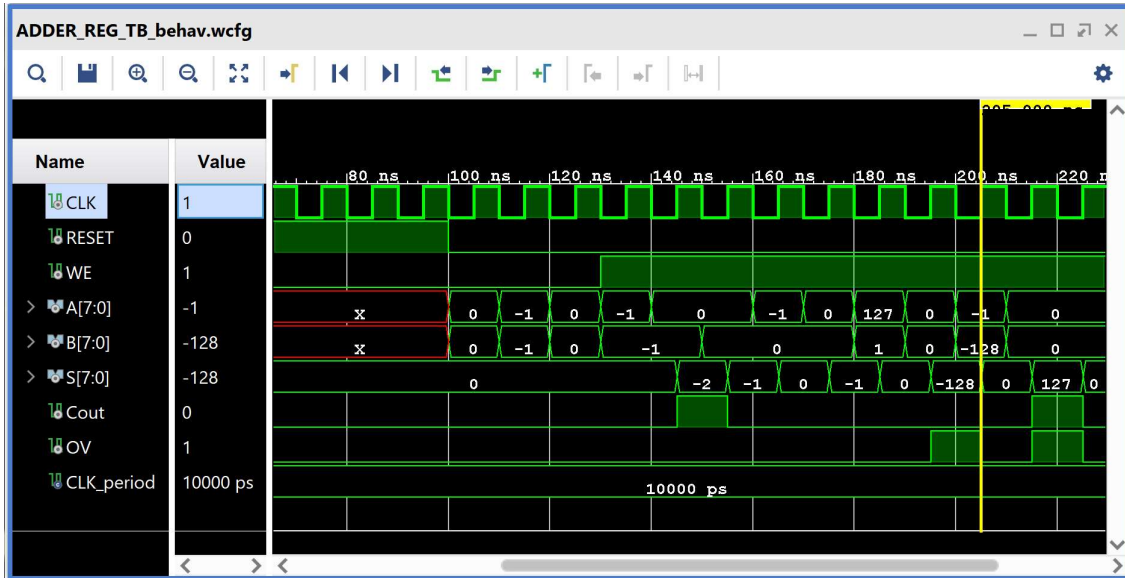 ADDER_REG_TB_behav.wcfg
Name Value
80 ns 100 ns 120 ns 140 ns 160 ns 180 ns 200 ns 220 n
CLK 1
RESET 0
WE 1
A[7:0] -1 X 0 -1 0 -1 0 -1 0 127 0 -1 0
B[7:0] -128 X 0 -1 0 -1 0 1 0 -128 0
S[7:0] -128 0 -2 -1 0 -1 0 -128 0 127 0
Cout 0
OV 1
CLK_period 10000 ps 10000 ps